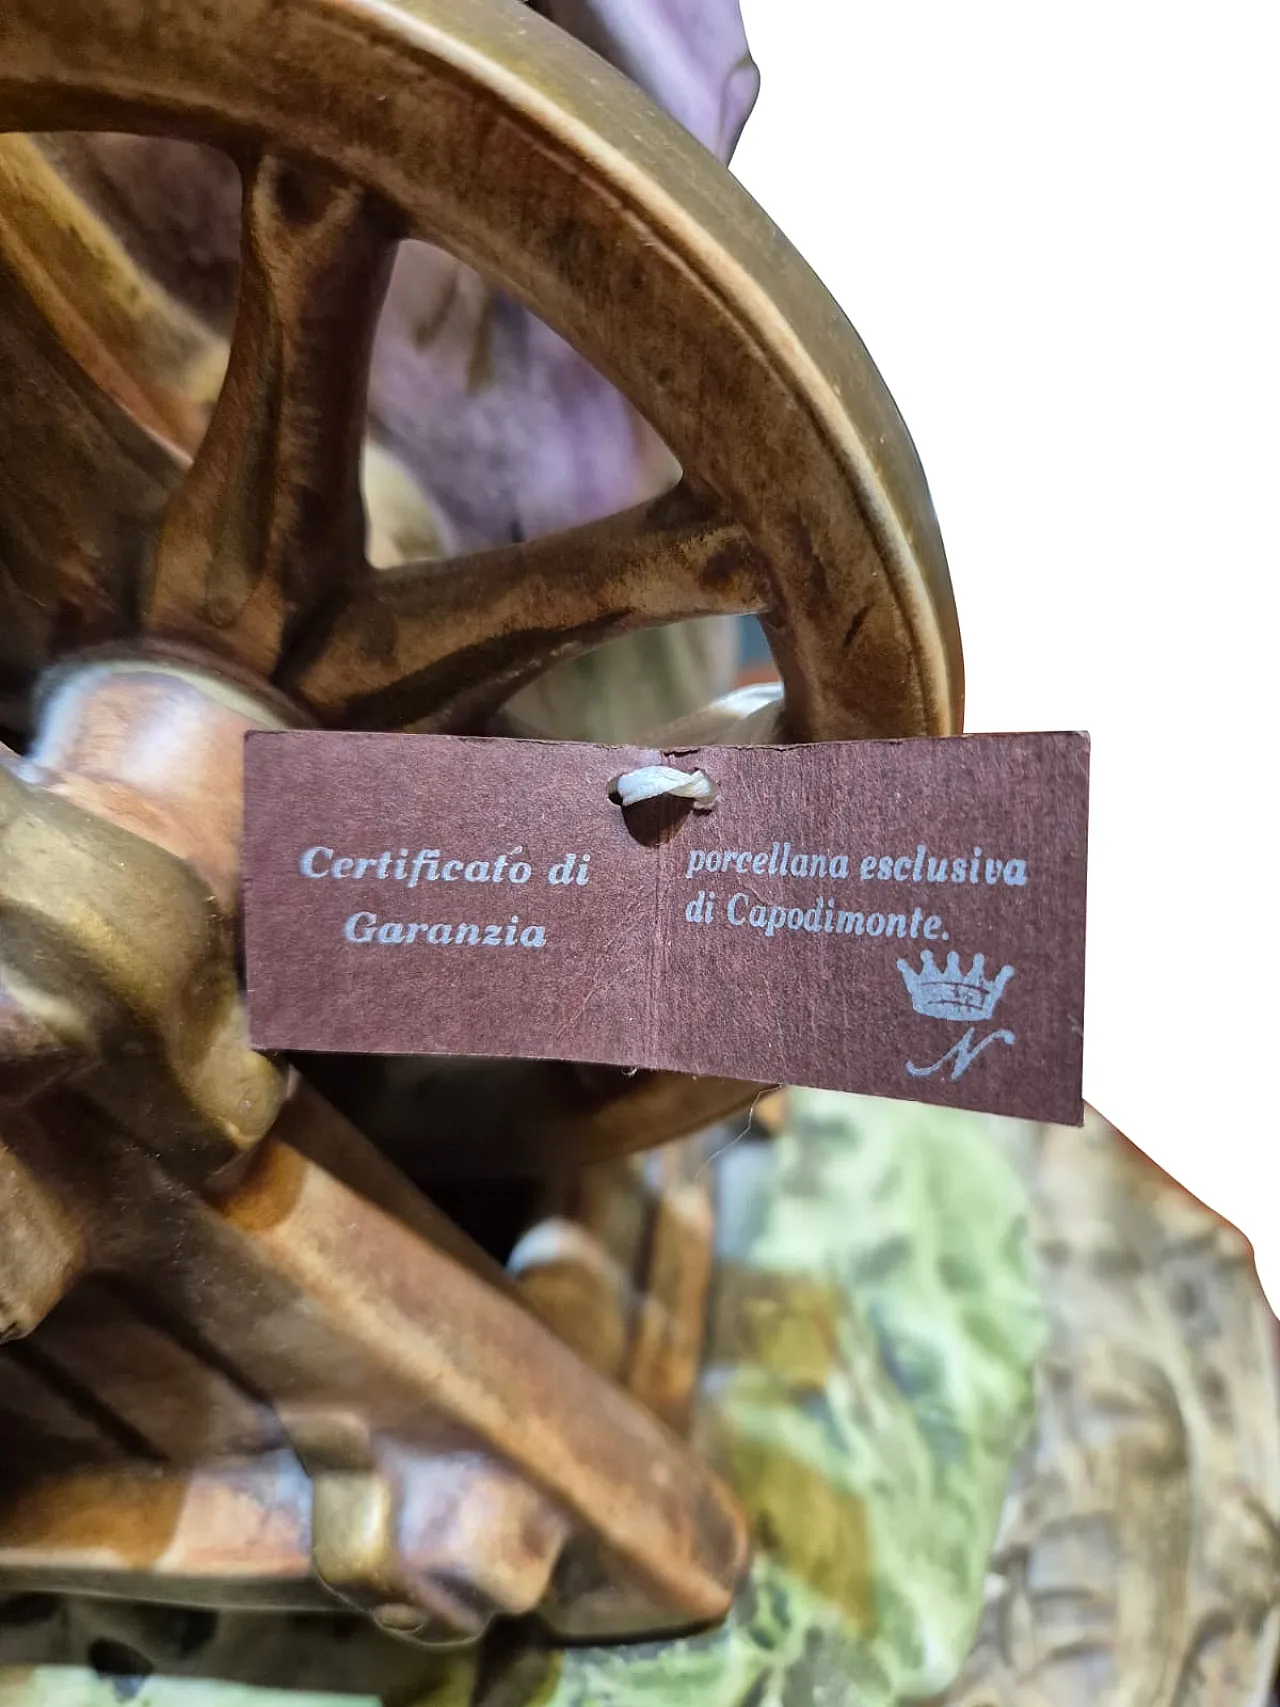 Certificato di
Garanzia
porcellana esclusiva
di Capodimonte.
N